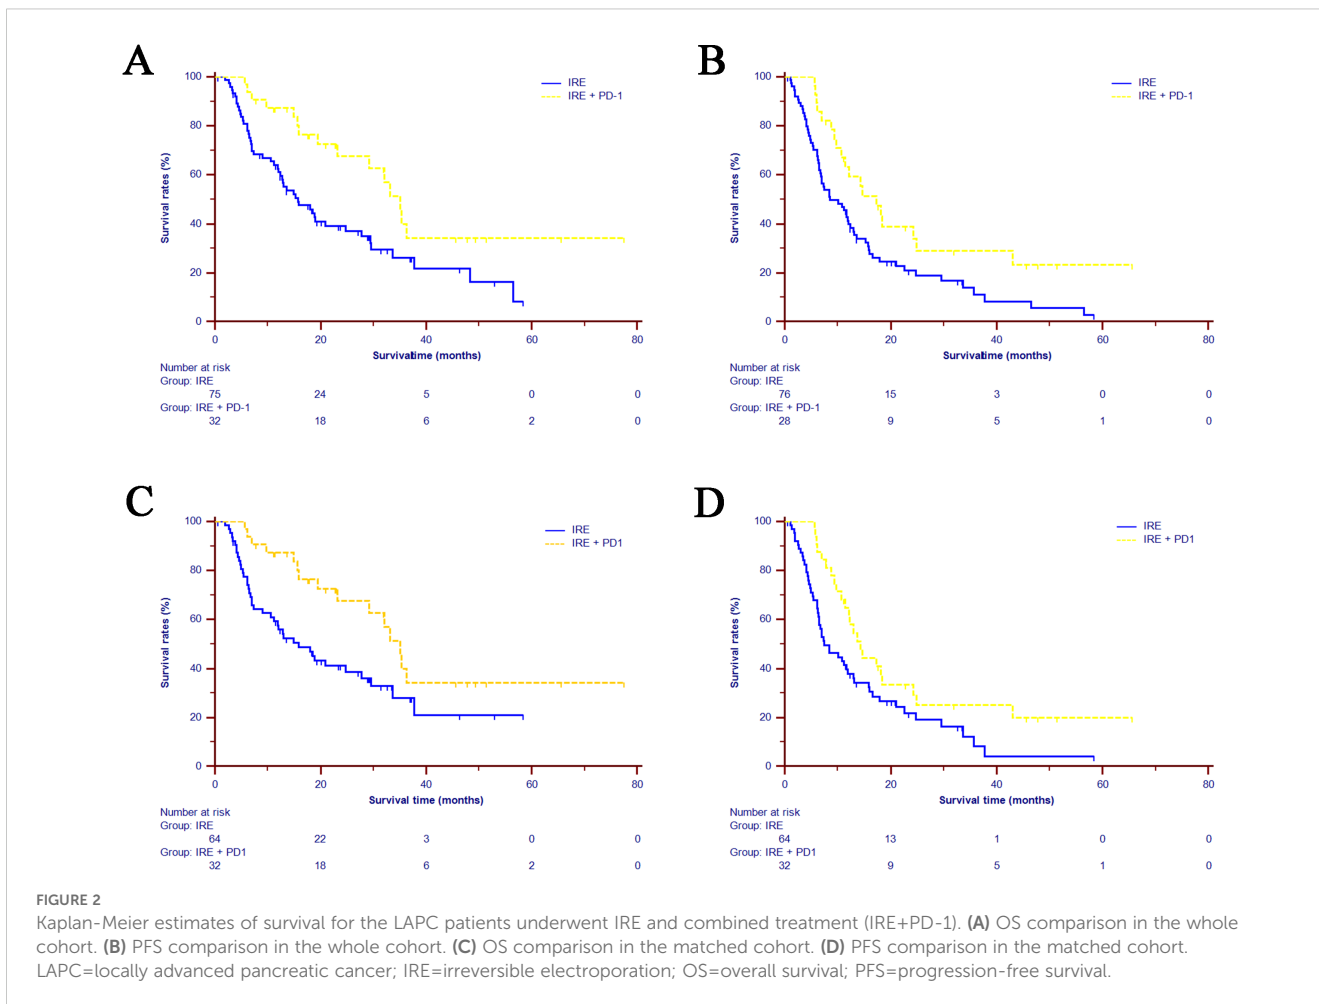 A
100
80
60
40
20
0
Survival rates (%)
IRE
IRE + PD-1
0 20 40 60 80
Survival time (months)
Number at risk
Group: IRE
75 24 5 0 0
Group: IRE + PD-1
32 18 6 2 0
B
100
80
60
40
20
0
Survival rates (%)
IRE
IRE + PD-1
0 20 40 60 80
Survival time (months)
Number at risk
Group: IRE
76 15 3 0 0
Group: IRE + PD-1
28 9 5 1 0
C
100
80
60
40
20
0
Survival rates (%)
IRE
IRE + PD1
0 20 40 60 80
Survival time (months)
Number at risk
Group: IRE
64 22 3 0 0
Group: IRE + PD1
32 18 6 2 0
D
100
80
60
40
20
0
Survival rates (%)
IRE
IRE + PD1
0 20 40 60 80
Survival time (months)
Number at risk
Group: IRE
64 13 1 0 0
Group: IRE + PD1
32 9 5 1 0
FIGURE 2
Kaplan-Meier estimates of survival for the LAPC patients underwent IRE and combined treatment (IRE+PD-1). (A) OS comparison in the whole
cohort. (B) PFS comparison in the whole cohort. (C) OS comparison in the matched cohort. (D) PFS comparison in the matched cohort.
LAPC=locally advanced pancreatic cancer; IRE=irreversible electroporation; OS=overall survival; PFS=progression-free survival.